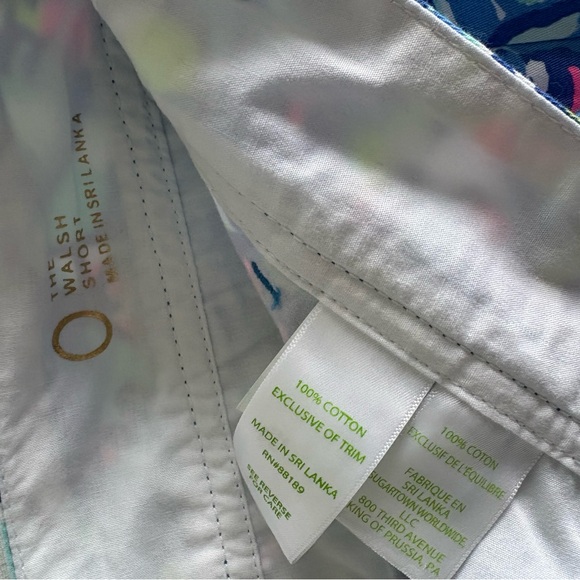 THE
WALSH
SHORT
MADE IN SRI LANKA
0
100% COTTON
EXCLUSIVE OF TRIM
MADE IN SRI LANKA
RN#88189
SEE REVERSE
FOR CARE
100% COTON
EXCLUSIF DE L'ÉQUILIBRE
FABRIQUE EN
SRI LANKA
SUGARTOWN WORLDWIDE
LLC
800 THIRD AVENUE
KING OF PRUSSIA, PA